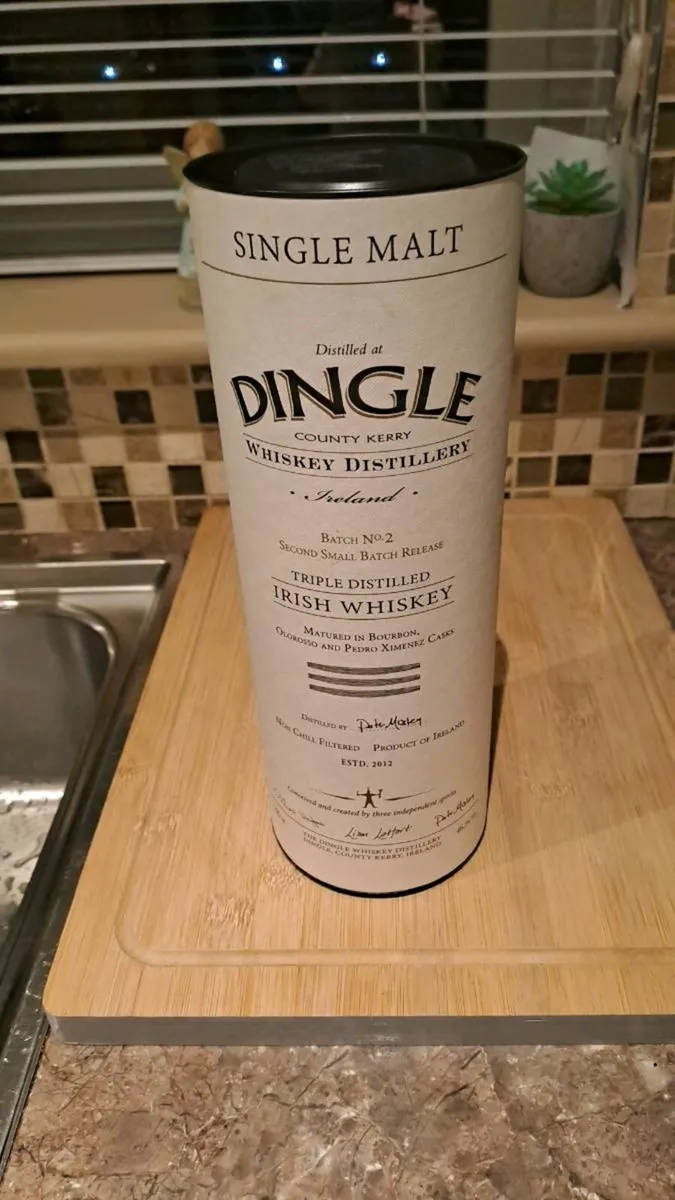 SINGLE MALT
Distilled at
DINGLE
COUNTY KERRY
WHISKEY DISTILLERY
• Ireland •
BATCH NO.2
SECOND SMALL BATCH RELEASE
TRIPLE DISTILLED
IRISH WHISKEY
MATURED IN BOURBON,
OLOROSSO AND PEDRO XIMENEZ CASKS
DISTILLED BY
NON CHILL FILTERED PRODUCT OF IRELAND
ESTD. 2012
Conceived and created by three independent spirits
THE DINGLE WHISKEY DISTILLERY
DINGLE, COUNTY KERRY, IRELAND